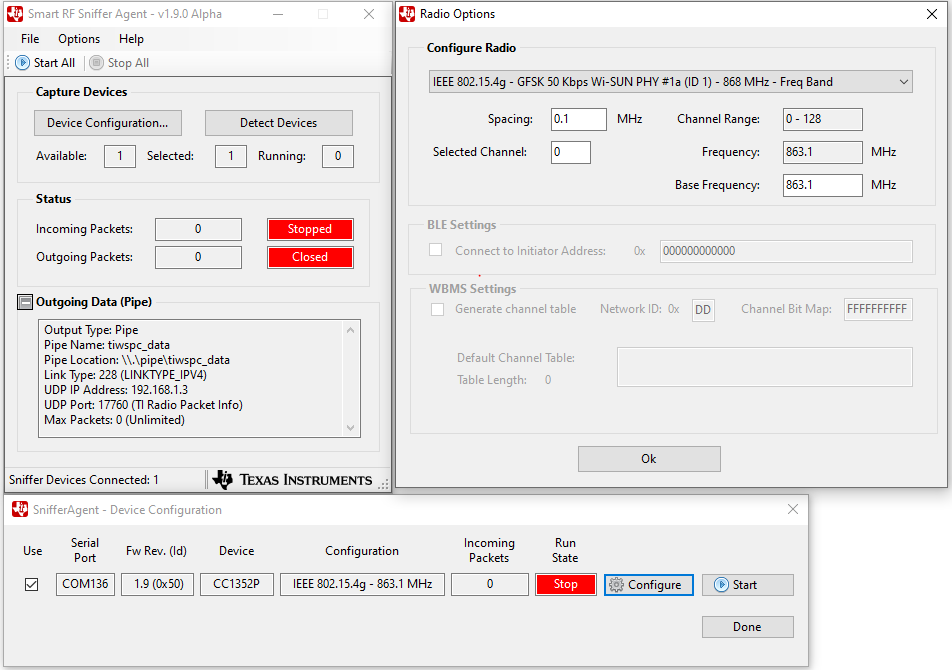 Smart RF Sniffer Agent - v1.9.0 Alpha
File Options Help
Start All Stop All
Capture Devices
Device Configuration... Detect Devices
Available: 1 Selected: 1 Running: 0
Status
Incoming Packets: 0 Stopped
Outgoing Packets: 0 Closed
Outgoing Data (Pipe)
Output Type: Pipe
Pipe Name: tiwspc_data
Pipe Location: \\.\pipe\tiwspc_data
Link Type: 228 (LINKTYPE_IPV4)
UDP IP Address: 192.168.1.3
UDP Port: 17760 (TI Radio Packet Info)
Max Packets: 0 (Unlimited)
Sniffer Devices Connected: 1 TEXAS INSTRUMENTS
Radio Options
Configure Radio
IEEE 802.15.4g - GFSK 50 Kbps Wi-SUN PHY #1a (ID 1) - 868 MHz - Freq Band
Spacing: 0.1 MHz Channel Range: 0 - 128
Selected Channel: 0 Frequency: 863.1 MHz
Base Frequency: 863.1 MHz
BLE Settings
Connect to Initiator Address: 0x 000000000000
WBMS Settings
Generate channel table Network ID: 0x DD Channel Bit Map: FFFFFFFFFF
Default Channel Table:
Table Length: 0
Ok
SnifferAgent - Device Configuration
Use Serial Port Fw Rev. (Id) Device Configuration Incoming Packets Run State
COM136 1.9 (0x50) CC1352P IEEE 802.15.4g - 863.1 MHz 0 Stop Configure Start
Done